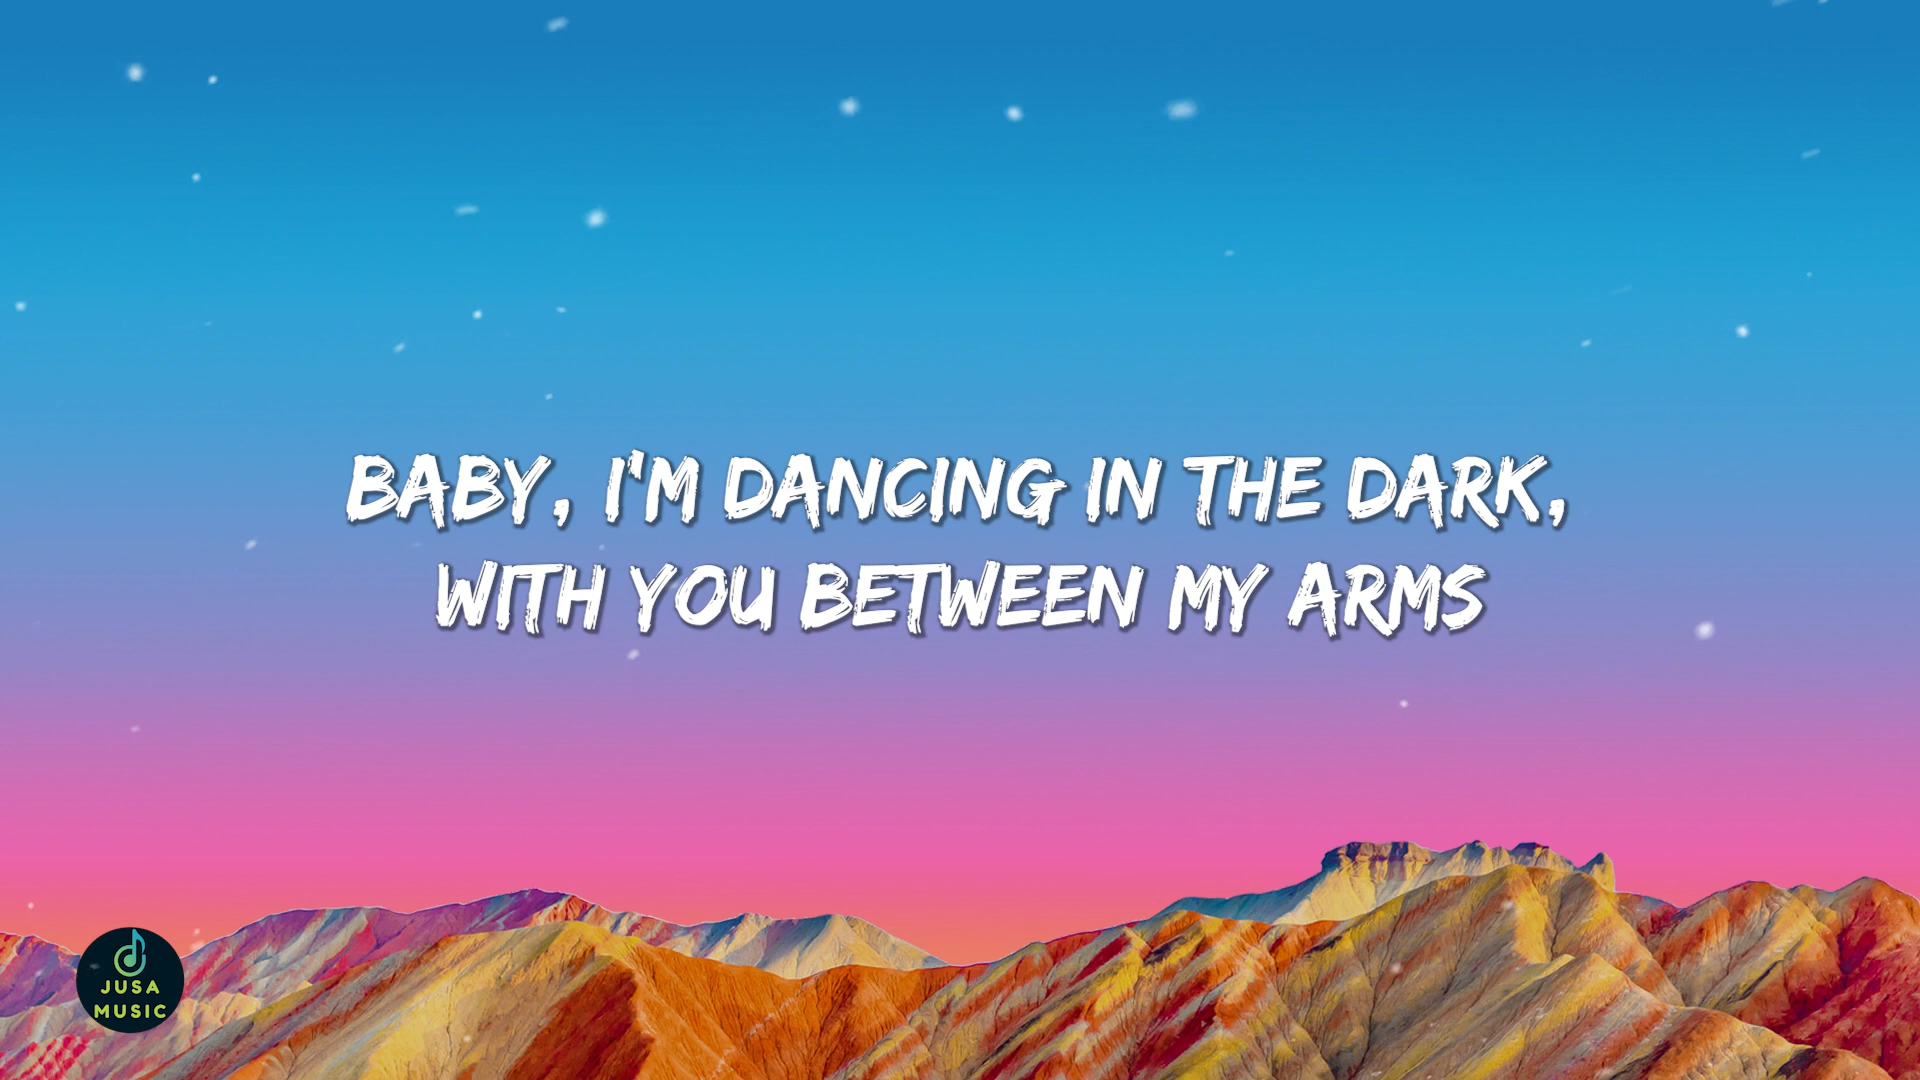 BABY, I'M DANCING IN THE DARK,
WITH YOU BETWEEN MY ARMS
JUSA
MUSIC